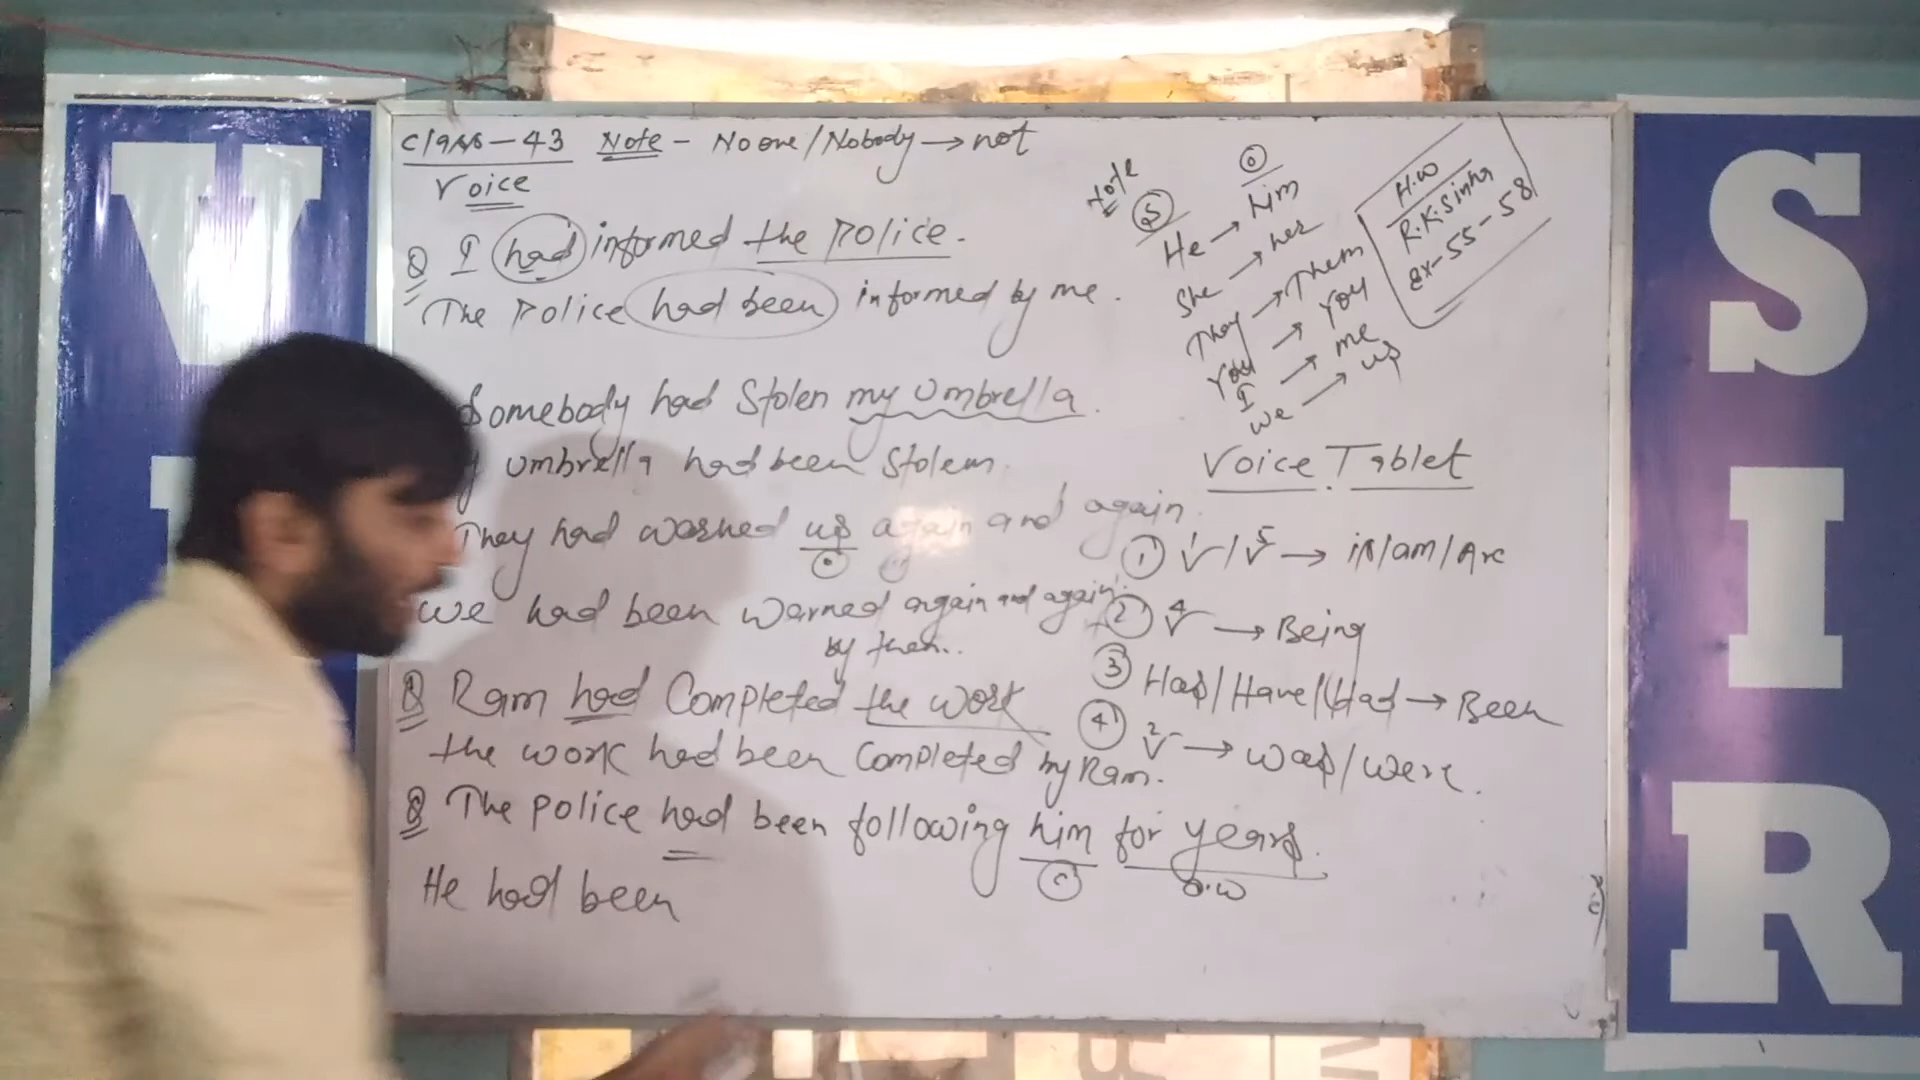 Class-43 Note - No one/Nobody → not
Voice
Q I had informed the Police.
The Police had been informed by me.
Somebody had Stolen my Umbrella.
Umbrella had been Stolen.
They had warned us again and again.
O
We had been warned again and again
by them..
Q Ram had Completed the work
the work had been Completed by Ram.
Q The police had been following him for years.
O O.W
He had been
Note
S O
He → him
She → her
They → Them
You → You
I → me
We → us
H.W
R.K. Sinha
Ex-55-58
Voice Tablet
1 V1/V5 → is/am/Are
2 V4 → Being
3 Has/Have/Had → Been
4 V2 → was/were.
V
S
I
R